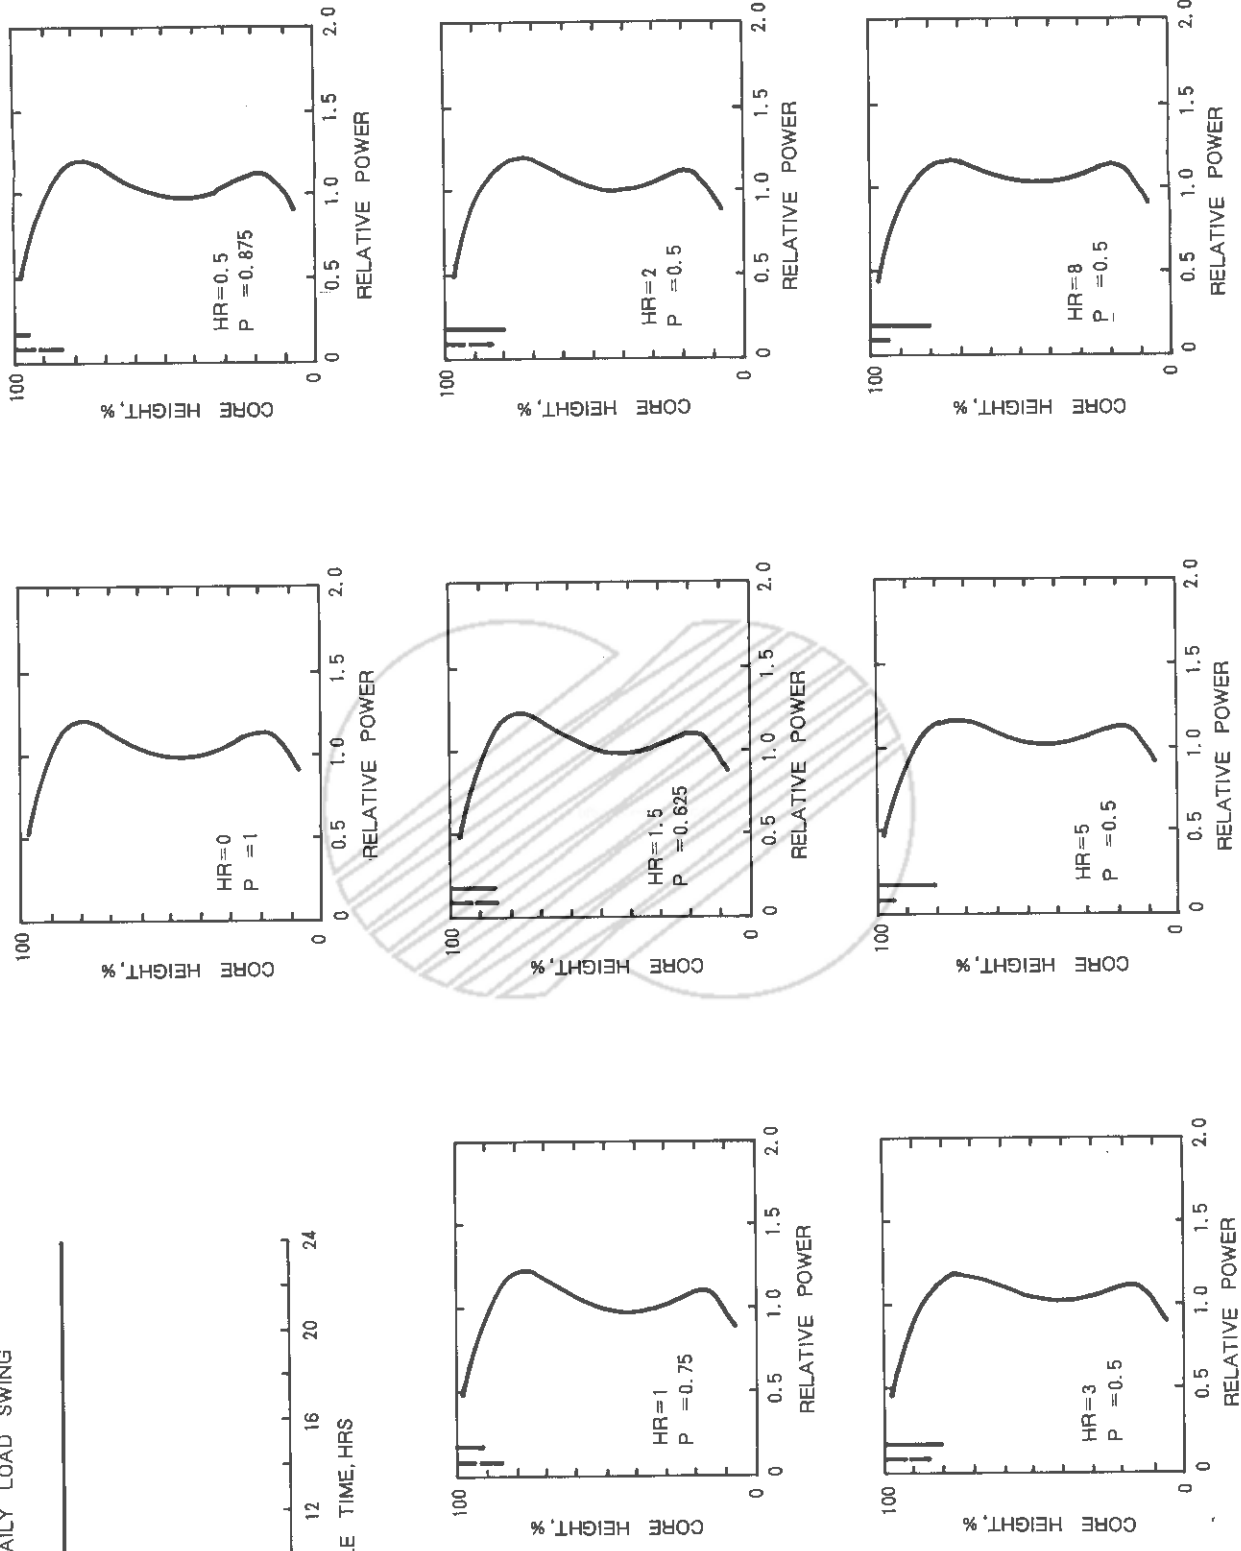 AILY LOAD SWING
12 16 20 24
LE TIME, HRS
CORE HEIGHT, %
100
0
HR=0
P =1
0 0.5 1.0 1.5 2.0
RELATIVE POWER
CORE HEIGHT, %
100
0
HR=0.5
P =0.875
0 0.5 1.0 1.5 2.0
RELATIVE POWER
CORE HEIGHT, %
100
0
HR=1
P =0.75
0 0.5 1.0 1.5 2.0
RELATIVE POWER
CORE HEIGHT, %
100
0
HR=1.5
P =0.625
0 0.5 1.0 1.5 2.0
RELATIVE POWER
CORE HEIGHT, %
100
0
HR=2
P =0.5
0 0.5 1.0 1.5 2.0
RELATIVE POWER
CORE HEIGHT, %
100
0
HR=3
P =0.5
0 0.5 1.0 1.5 2.0
RELATIVE POWER
CORE HEIGHT, %
100
0
HR=5
P =0.5
0 0.5 1.0 1.5 2.0
RELATIVE POWER
CORE HEIGHT, %
100
0
HR=8
P =0.5
0 0.5 1.0 1.5 2.0
RELATIVE POWER